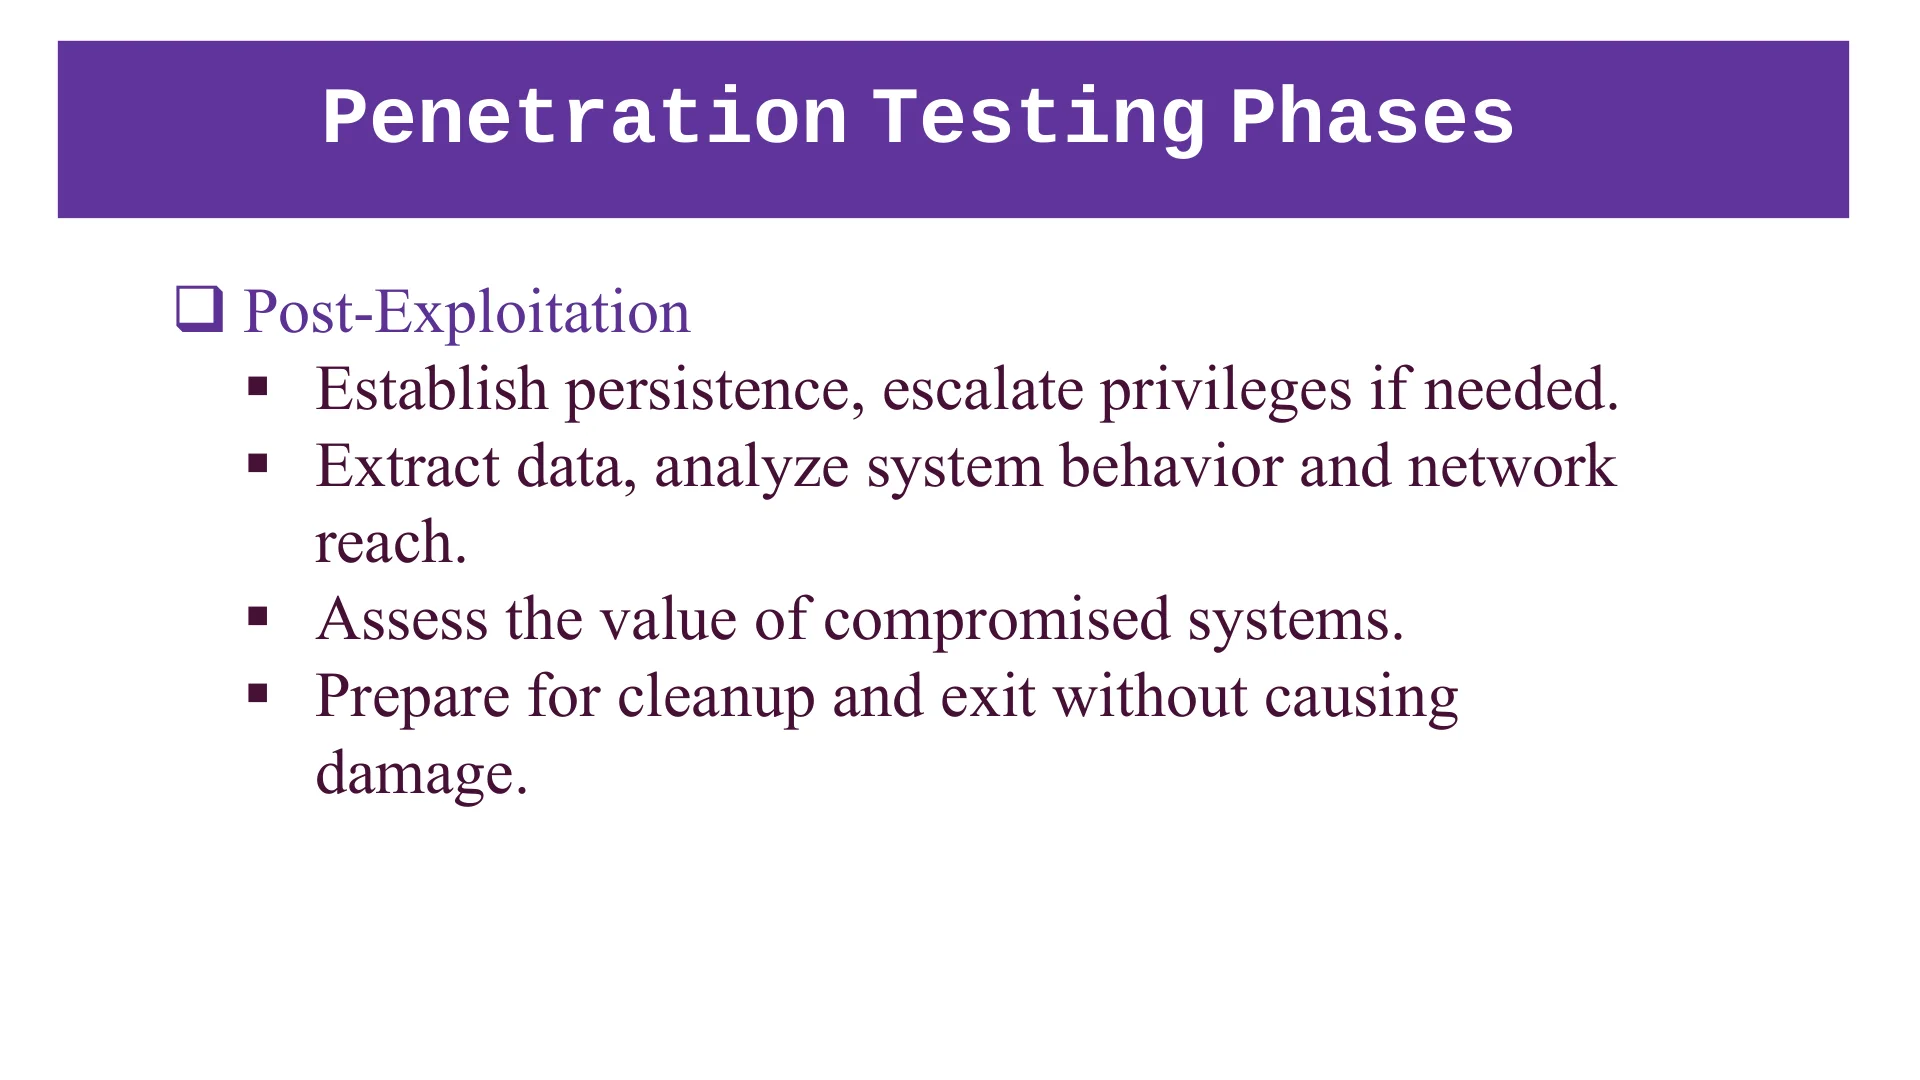 Penetration Testing Phases
❑ Post-Exploitation
▪ Establish persistence, escalate privileges if needed.
▪ Extract data, analyze system behavior and network
reach.
▪ Assess the value of compromised systems.
▪ Prepare for cleanup and exit without causing
damage.